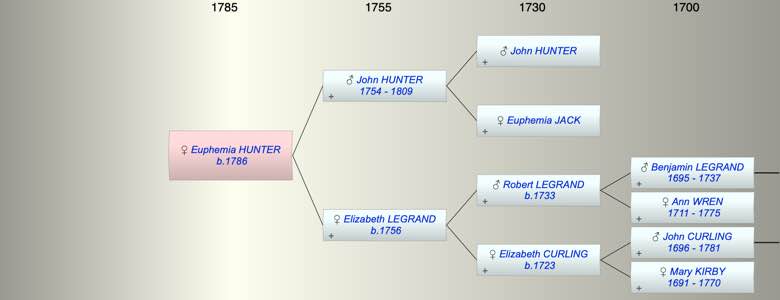 1785
1755
1730
1700
♀ Euphemia HUNTER
b.1786
♂ John HUNTER
1754 - 1809
+
♀ Elizabeth LEGRAND
b.1756
+
♂ John HUNTER
+
♀ Euphemia JACK
+
♂ Robert LEGRAND
b.1733
+
♀ Elizabeth CURLING
b.1723
+
♂ Benjamin LEGRAND
1695 - 1737
+
♀ Ann WREN
1711 - 1775
+
♂ John CURLING
1696 - 1781
+
♀ Mary KIRBY
1691 - 1770
+